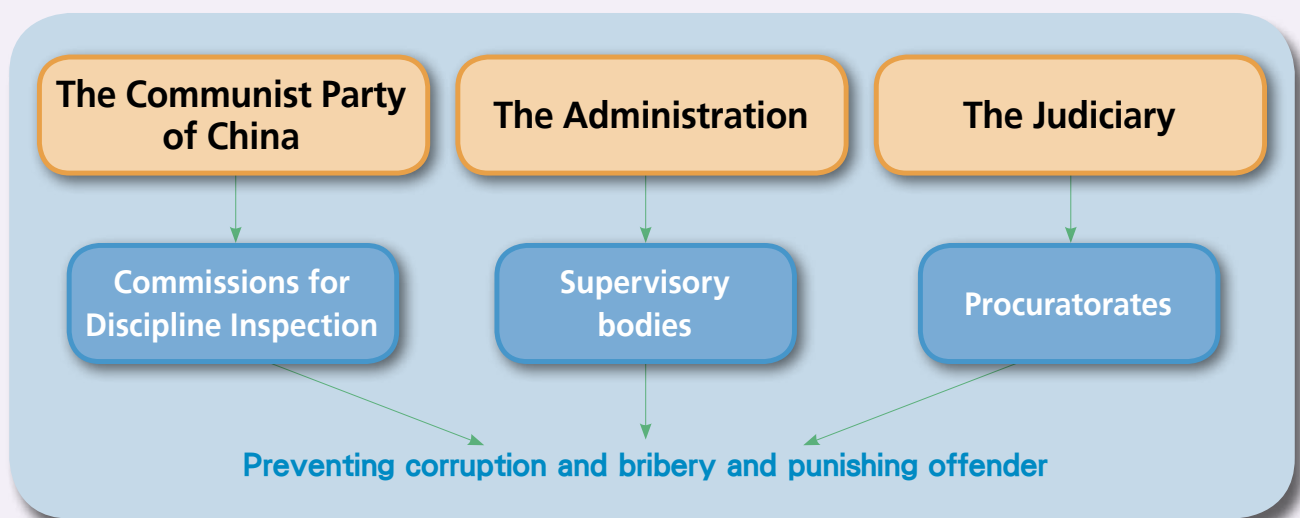 The Communist Party
of China
The Administration
The Judiciary
Commissions for
Discipline Inspection
Supervisory
bodies
Procuratorates
Preventing corruption and bribery and punishing offender